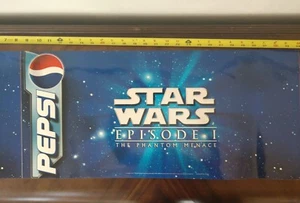 PEPSI
STAR
WARS
EPISODE I
THE PHANTOM MENACE